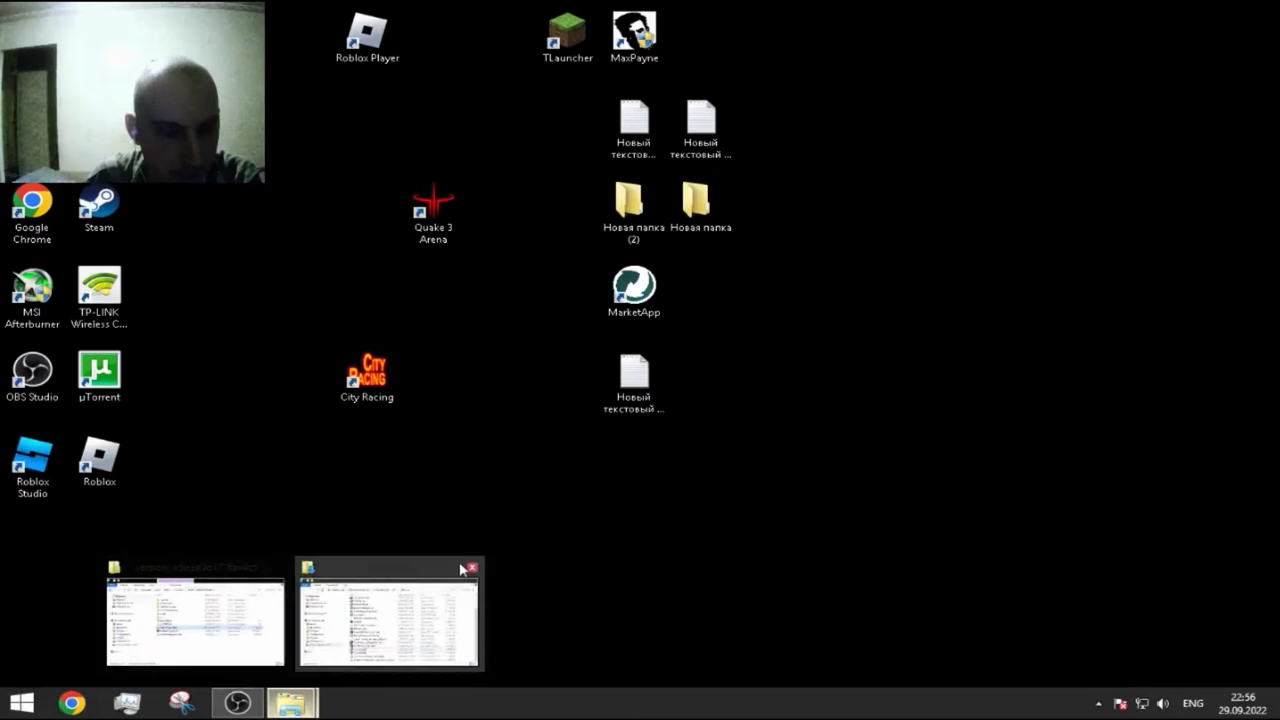 Roblox Player
TLauncher
MaxPayne
Новый
текстов...
Новый
текстовый ...
Google
Chrome
Steam
Quake 3
Arena
Новая папка
(2)
Новая папка
MSI
Afterburner
TP-LINK
Wireless C...
MarketApp
OBS Studio
µTorrent
CITY
RACING
City Racing
Новый
текстовый ...
Roblox
Studio
Roblox
ENG
22:56
29.09.2022